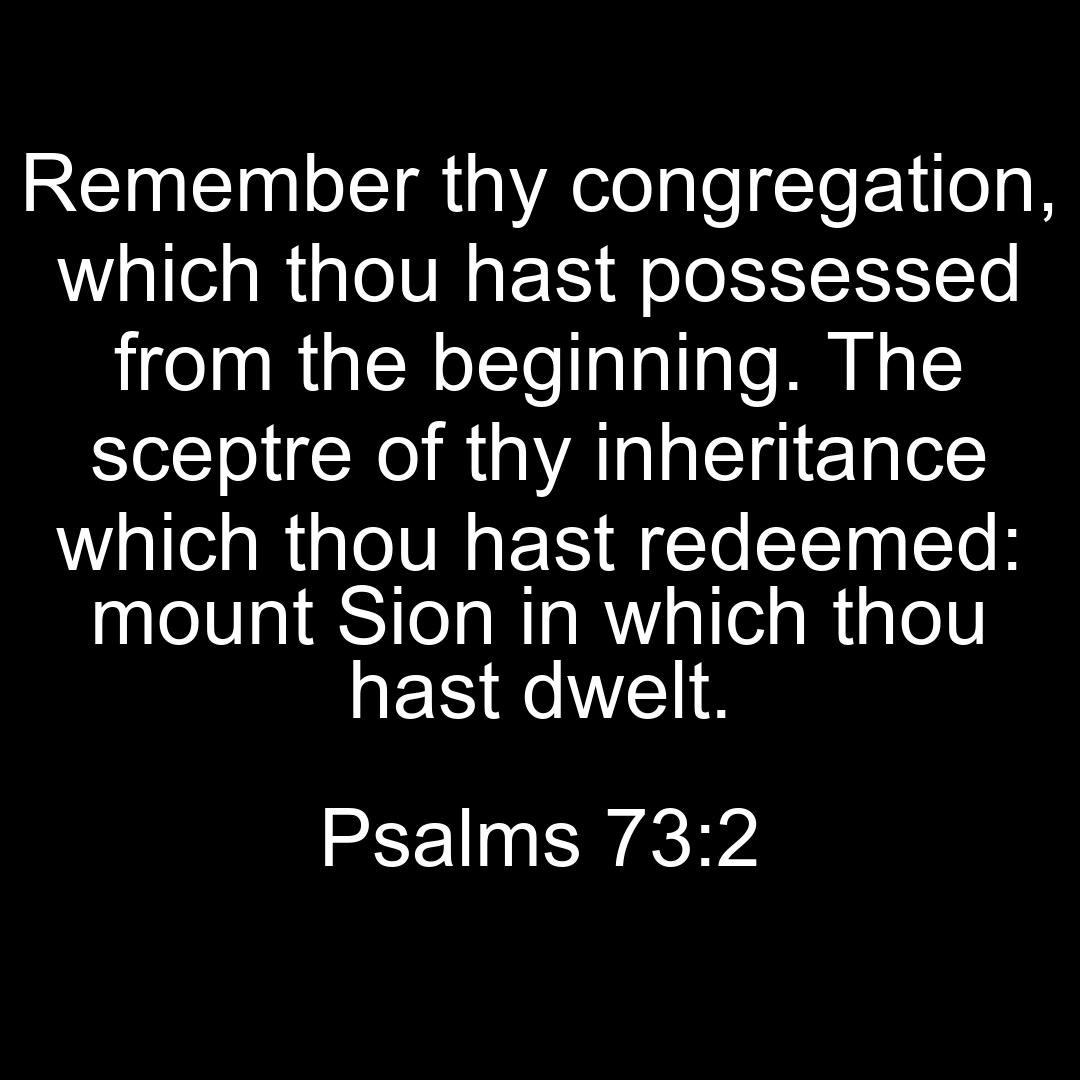 Remember thy congregation,
which thou hast possessed
from the beginning. The
sceptre of thy inheritance
which thou hast redeemed:
mount Sion in which thou
hast dwelt.
Psalms 73:2